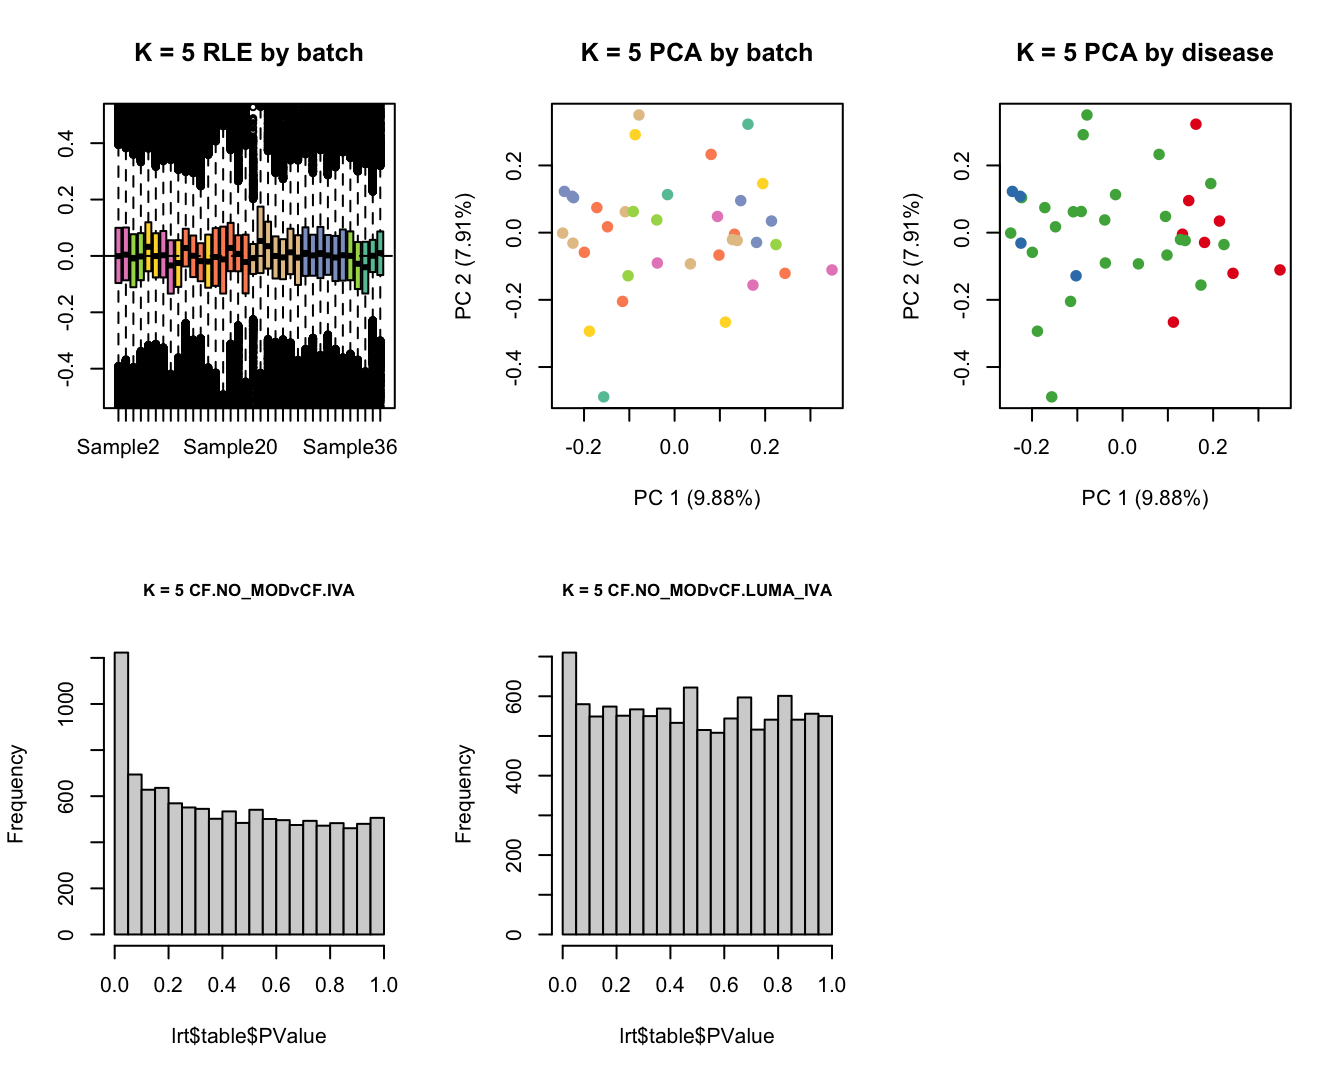 K = 5 RLE by batch
0.4
0.2
0.0
-0.2
-0.4
Sample2 Sample20 Sample36
K = 5 PCA by batch
PC 2 (7.91%)
0.2
0.0
-0.2
-0.4
-0.2 0.0 0.2
PC 1 (9.88%)
K = 5 PCA by disease
PC 2 (7.91%)
0.2
0.0
-0.2
-0.4
-0.2 0.0 0.2
PC 1 (9.88%)
K = 5 CF.NO_MODvCF.IVA
Frequency
1000
600
200
0
0.0 0.2 0.4 0.6 0.8 1.0
lrt$table$PValue
K = 5 CF.NO_MODvCF.LUMA_IVA
Frequency
600
400
200
0
0.0 0.2 0.4 0.6 0.8 1.0
lrt$table$PValue